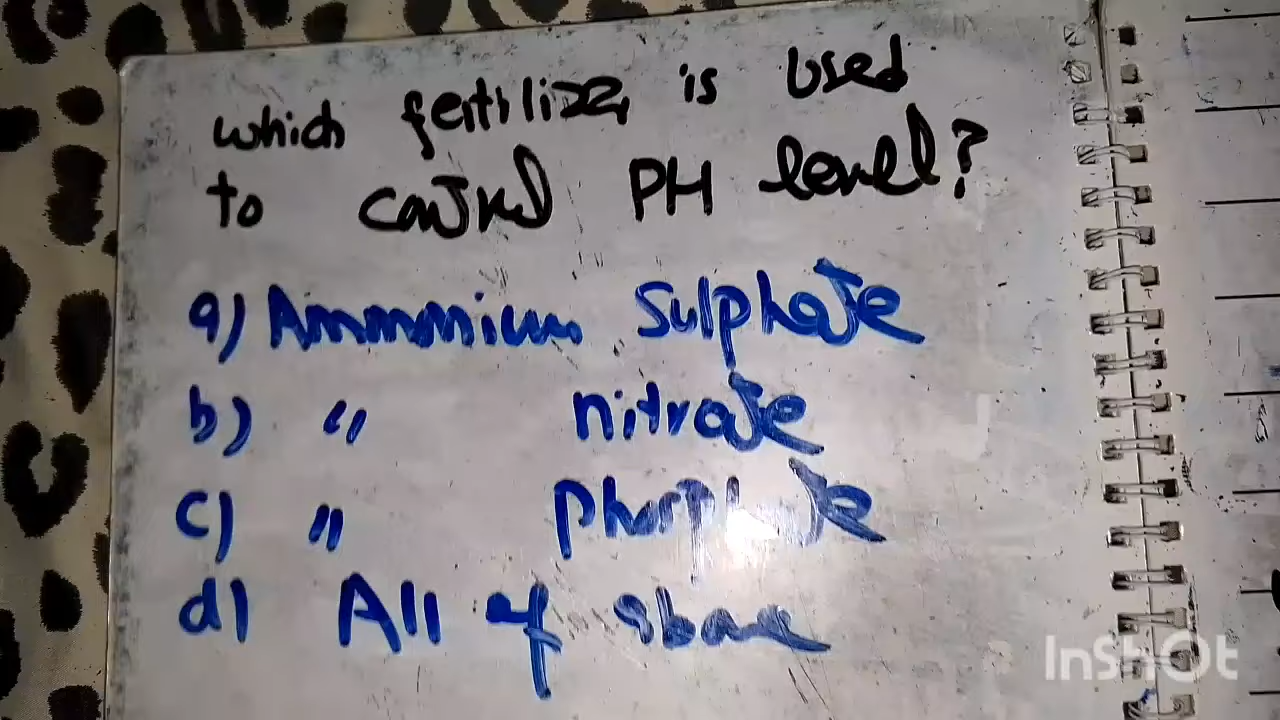 which fertilizer is used
to control PH level?
a) Ammonium Sulphate
b) " nitrate
c) " Phosphate
d) All of above
InShOt